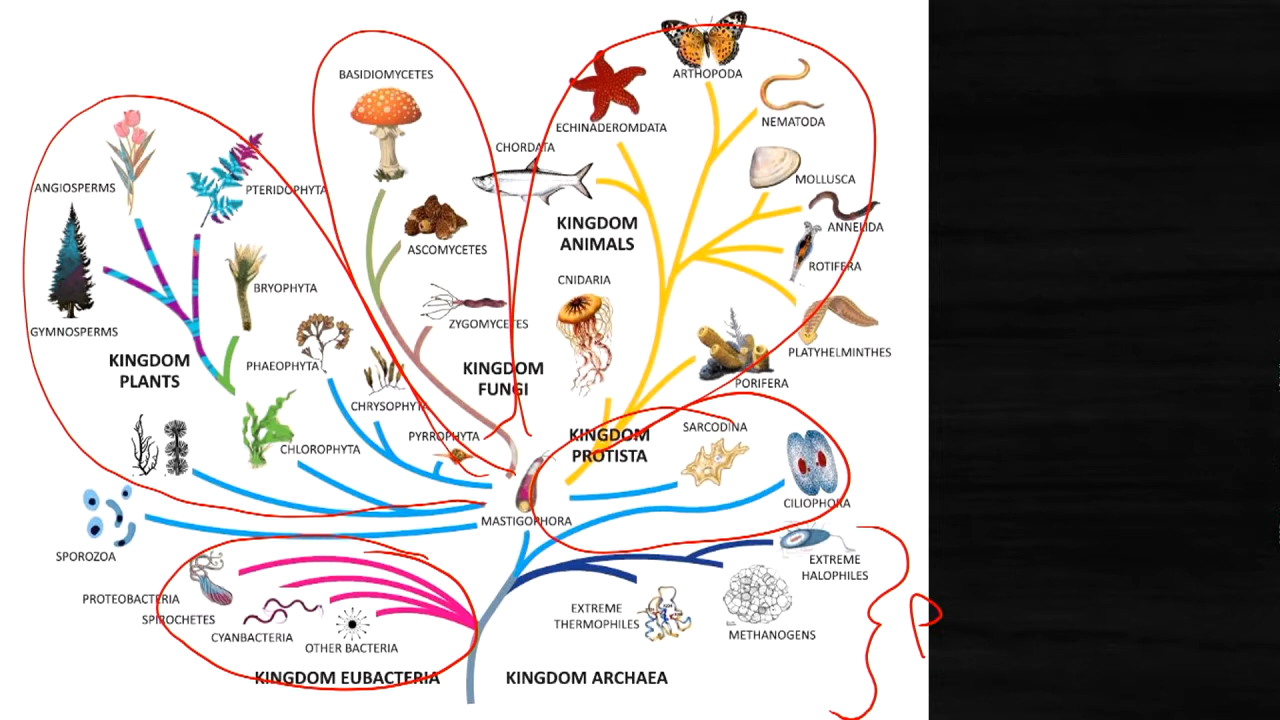 BASIDIOMYCETES
ARTHOPODA
NEMATODA
ECHINADEROMDATA
CHORDATA
MOLLUSCA
ANGIOSPERMS
PTERIDOPHYTA
KINGDOM
ANIMALS
ANNELIDA
ASCOMYCETES
ROTIFERA
CNIDARIA
BRYOPHYTA
GYMNOSPERMS
ZYGOMYCETES
PLATYHELMINTHES
KINGDOM
PLANTS
PHAEOPHYTA
KINGDOM
FUNGI
PORIFERA
CHRYSOPHYTA
SARCODINA
PYRROPHYTA
KINGDOM
PROTISTA
CHLOROPHYTA
CILIOPHORA
MASTIGOPHORA
SPOROZOA
EXTREME
HALOPHILES
PROTEOBACTERIA
SPIROCHETES
CYANBACTERIA
OTHER BACTERIA
EXTREME
THERMOPHILES
METHANOGENS
P
KINGDOM EUBACTERIA
KINGDOM ARCHAEA